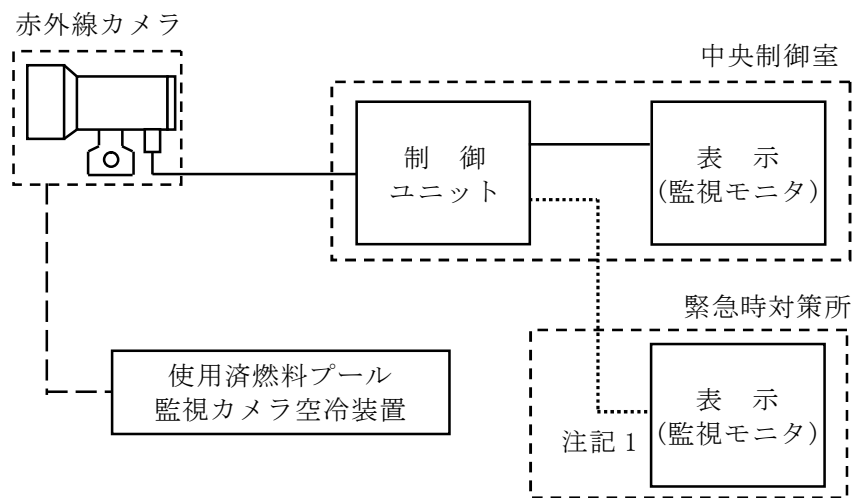 赤外線カメラ
中央制御室
制 御
ユニット
表 示
(監視モニタ)
緊急時対策所
使用済燃料プール
監視カメラ空冷装置
表 示
(監視モニタ)
注記 1